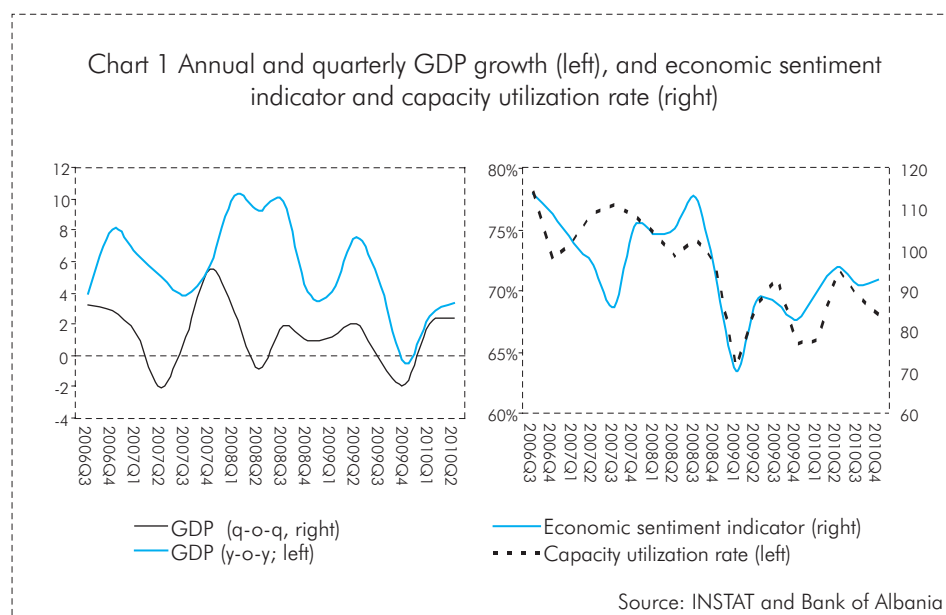 Chart 1 Annual and quarterly GDP growth (left), and economic sentiment
indicator and capacity utilization rate (right)
12
10
8
6
4
2
0
-2
-4
2006Q3
2006Q4
2007Q1
2007Q2
2007Q3
2007Q4
2008Q1
2008Q2
2008Q3
2008Q4
2009Q1
2009Q2
2009Q3
2009Q4
2010Q1
2010Q2
GDP (q-o-q, right)
GDP (y-o-y; left)
80%
75%
70%
65%
60%
120
110
100
90
80
70
60
2006Q3
2006Q4
2007Q1
2007Q2
2007Q3
2007Q4
2008Q1
2008Q2
2008Q3
2008Q4
2009Q1
2009Q2
2009Q3
2009Q4
2010Q1
2010Q2
2010Q3
2010Q4
Economic sentiment indicator (right)
Capacity utilization rate (left)
Source: INSTAT and Bank of Albania